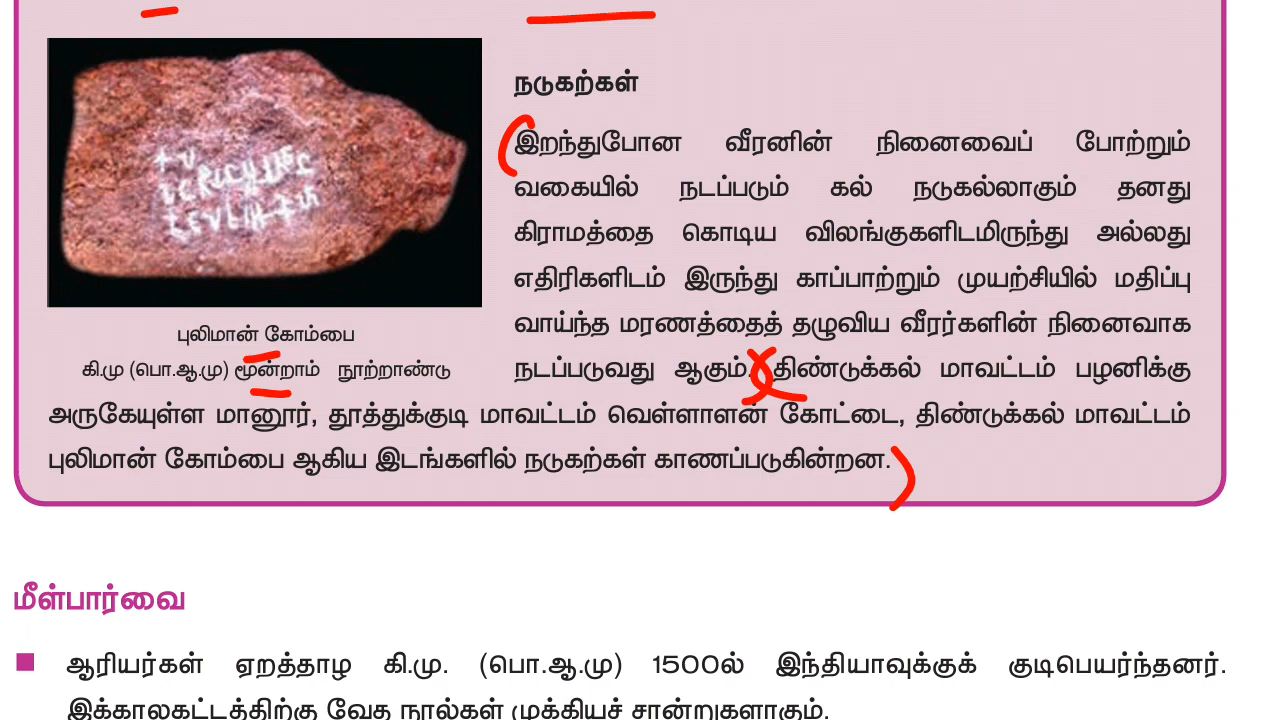 நடுகற்கள்
இறந்துபோன வீரனின் நினைவைப் போற்றும்
வகையில் நடப்படும் கல் நடுகல்லாகும் தனது
கிராமத்தை கொடிய விலங்குகளிடமிருந்து அல்லது
எதிரிகளிடம் இருந்து காப்பாற்றும் முயற்சியில் மதிப்பு
வாய்ந்த மரணத்தைத் தழுவிய வீரர்களின் நினைவாக
நடப்படுவது ஆகும். திண்டுக்கல் மாவட்டம் பழனிக்கு
அருகேயுள்ள மானூர், தூத்துக்குடி மாவட்டம் வெள்ளாளன் கோட்டை, திண்டுக்கல் மாவட்டம்
புலிமான் கோம்பை ஆகிய இடங்களில் நடுகற்கள் காணப்படுகின்றன.
புலிமான் கோம்பை
கி.மு (பொ.ஆ.மு) மூன்றாம் நூற்றாண்டு
மீள்பார்வை
ஆரியர்கள் ஏறத்தாழ கி.மு. (பொ.ஆ.மு) 1500ல் இந்தியாவுக்குக் குடிபெயர்ந்தனர்.
இக்காலகட்டத்திற்கு வேத நூல்கள் முக்கியச் சான்றுகளாகும்.